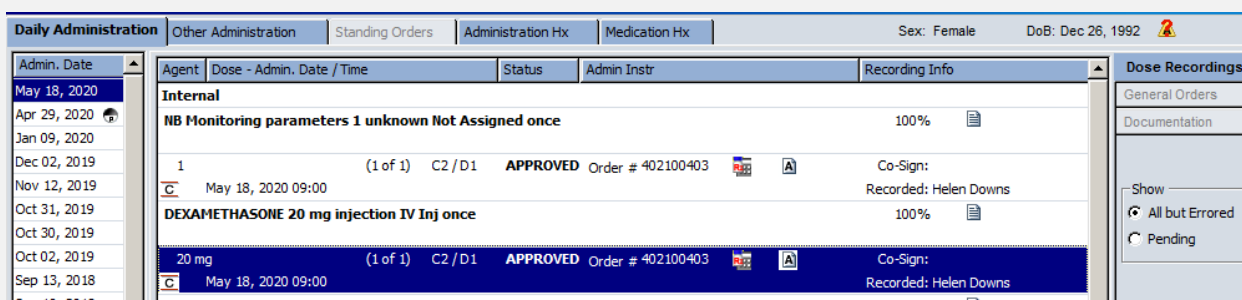 Daily Administration Other Administration Standing Orders Administration Hx Medication Hx Sex: Female DoB: Dec 26, 1992
Admin. Date Agent Dose - Admin. Date / Time Status Admin Instr Recording Info Dose Recordings
May 18, 2020
Apr 29, 2020
Jan 09, 2020
Dec 02, 2019
Nov 12, 2019
Oct 31, 2019
Oct 30, 2019
Oct 02, 2019
Sep 13, 2018
Internal
NB Monitoring parameters 1 unknown Not Assigned once 100%
1 (1 of 1) C2 / D1 APPROVED Order # 402100403 A Co-Sign:
C May 18, 2020 09:00 Recorded: Helen Downs
DEXAMETHASONE 20 mg injection IV Inj once 100%
20 mg (1 of 1) C2 / D1 APPROVED Order # 402100403 A Co-Sign:
C May 18, 2020 09:00 Recorded: Helen Downs
General Orders
Documentation
Show
All but Errored
Pending